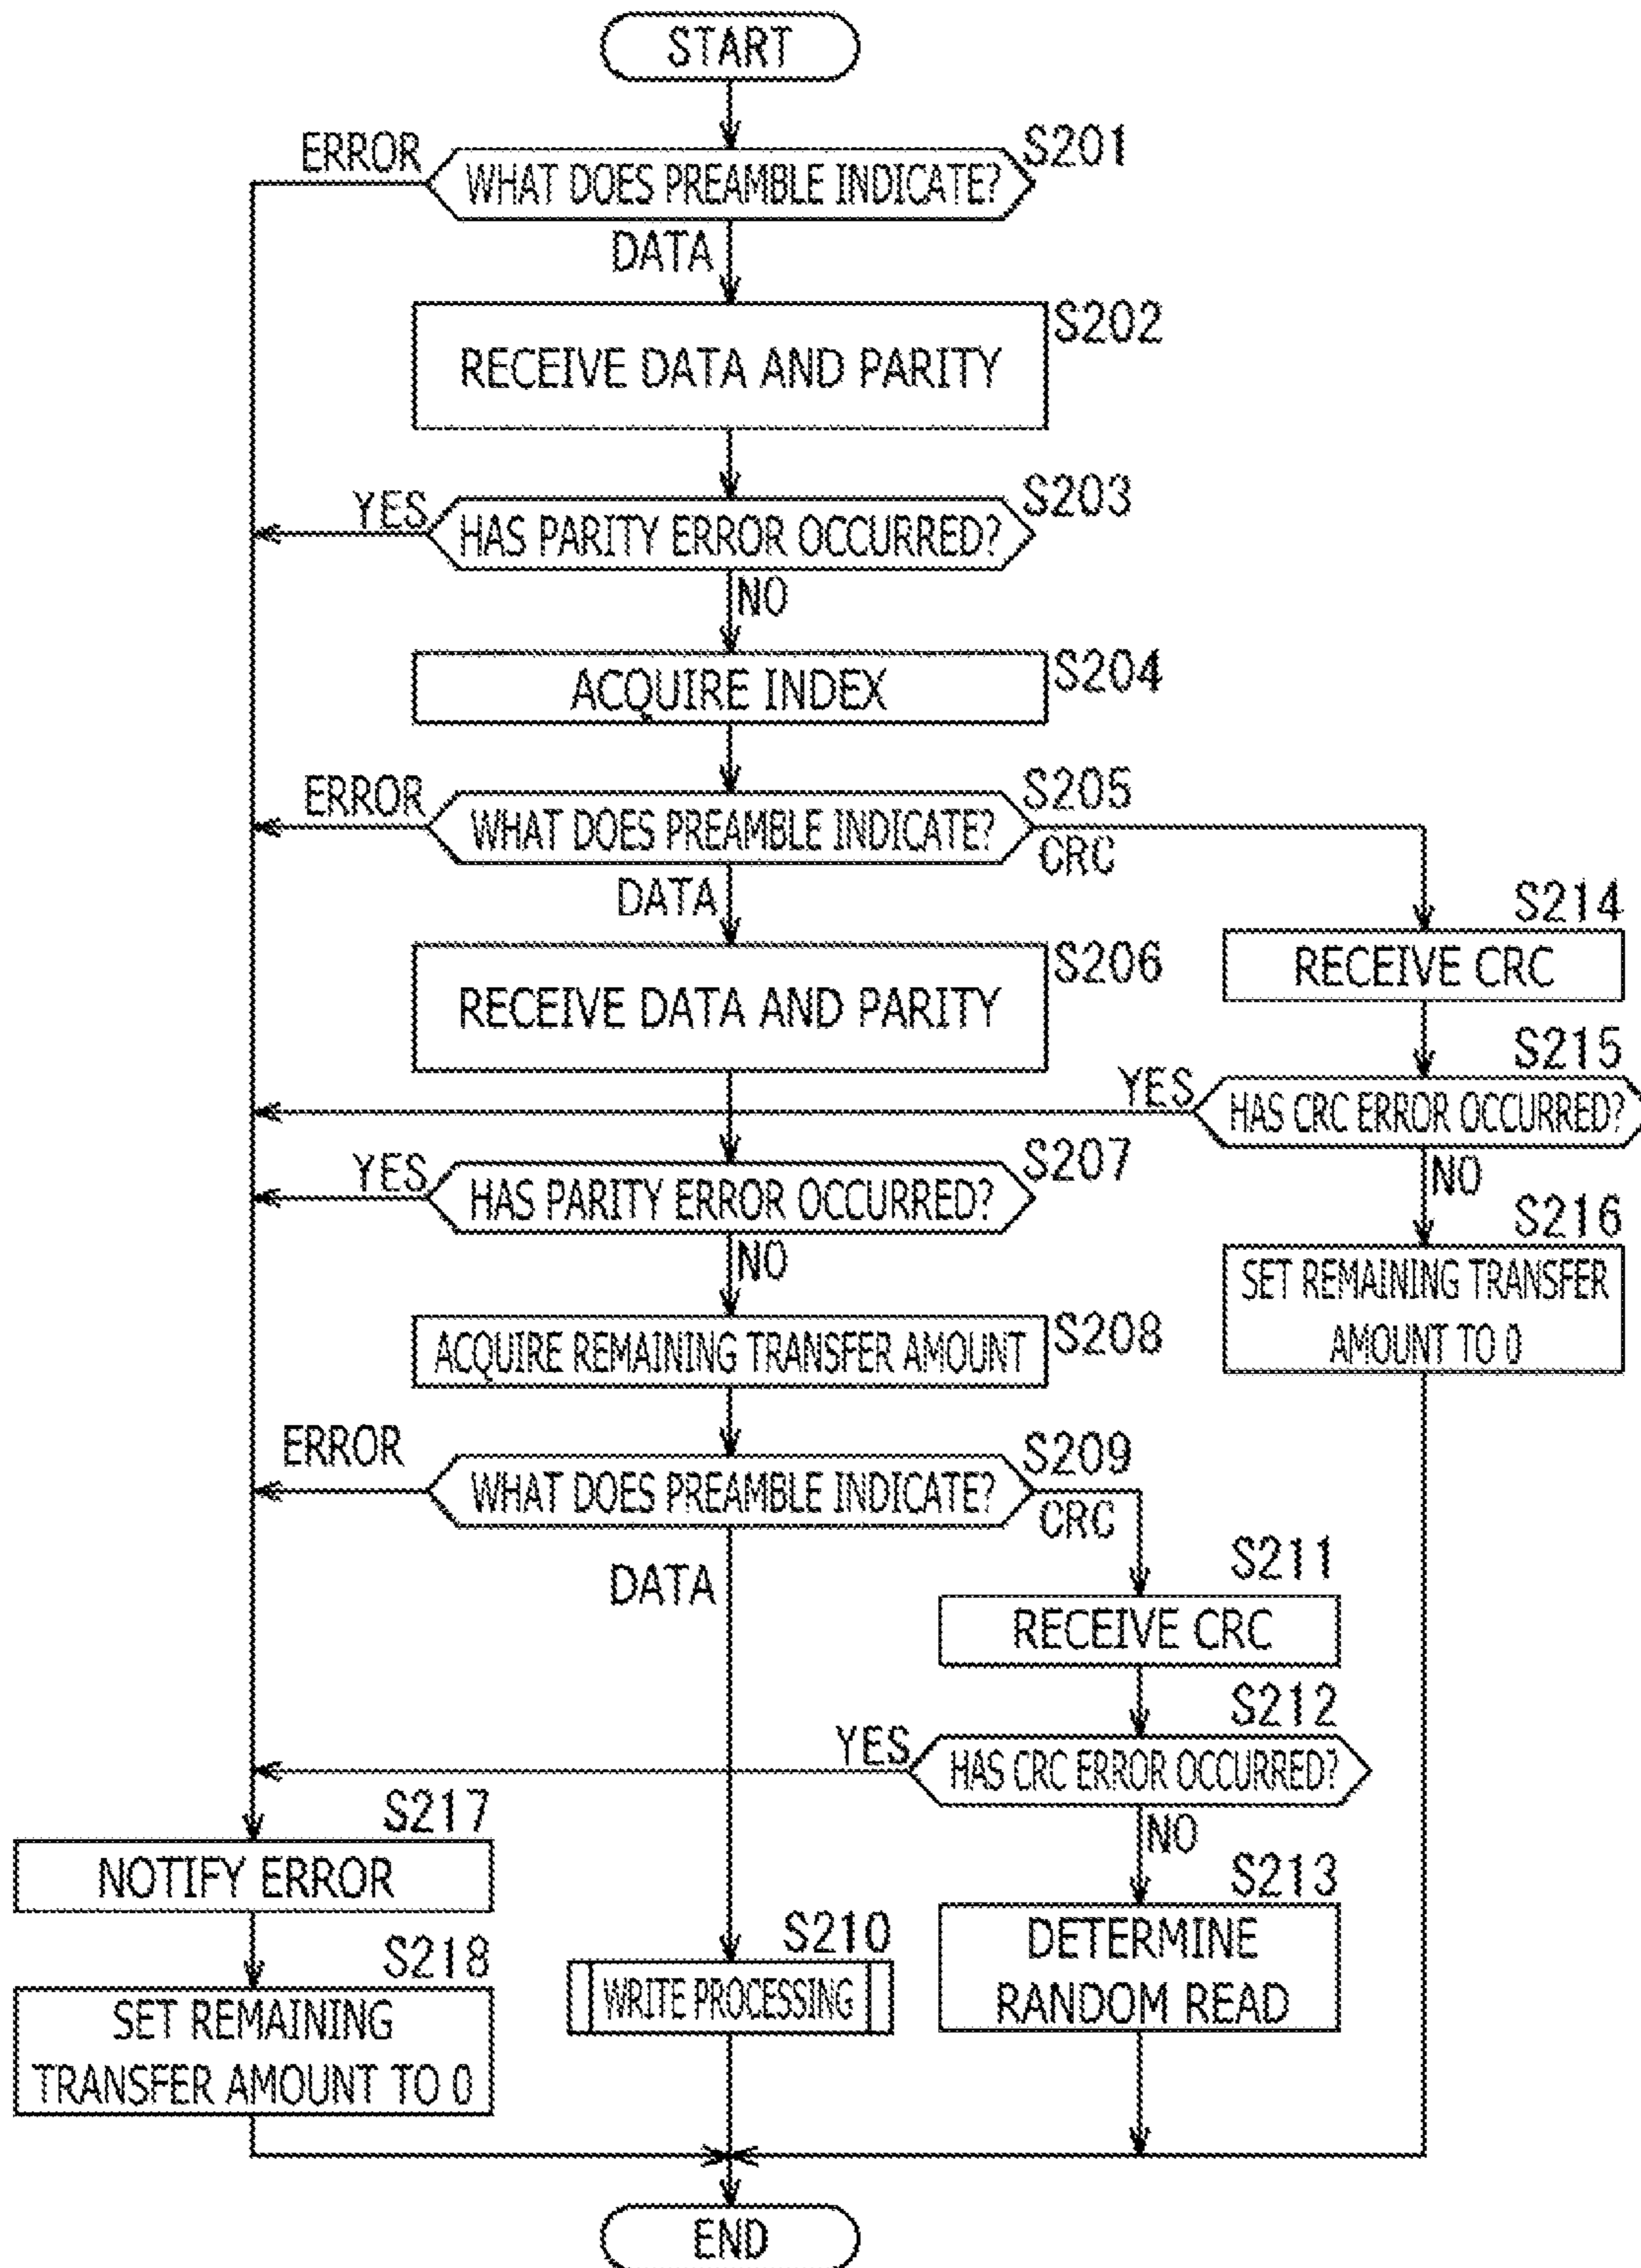 START
ERROR
S201
WHAT DOES PREAMBLE INDICATE?
DATA
S202
RECEIVE DATA AND PARITY
YES
S203
HAS PARITY ERROR OCCURRED?
NO
S204
ACQUIRE INDEX
ERROR
S205
WHAT DOES PREAMBLE INDICATE?
CRC
DATA
S214
RECEIVE CRC
S206
RECEIVE DATA AND PARITY
S215
YES
HAS CRC ERROR OCCURRED?
NO
S207
YES
HAS PARITY ERROR OCCURRED?
NO
S216
SET REMAINING TRANSFER
AMOUNT TO 0
S208
ACQUIRE REMAINING TRANSFER AMOUNT
ERROR
S209
WHAT DOES PREAMBLE INDICATE?
CRC
DATA
S211
RECEIVE CRC
S212
YES
HAS CRC ERROR OCCURRED?
NO
S217
NOTIFY ERROR
S213
DETERMINE
RANDOM READ
S210
WRITE PROCESSING
S218
SET REMAINING
TRANSFER AMOUNT TO 0
END